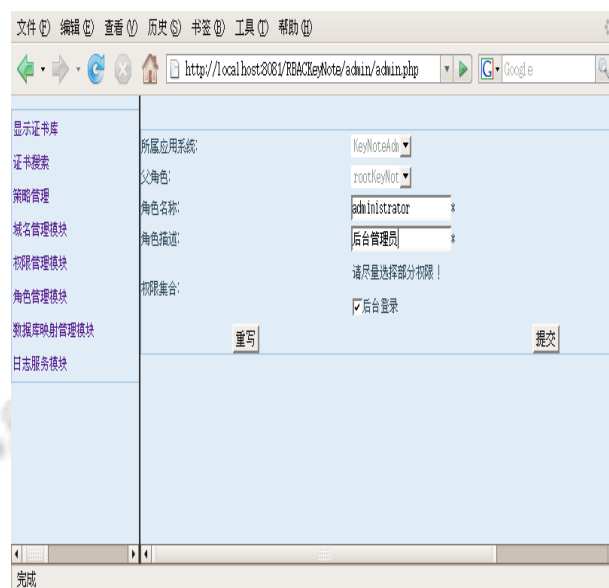 文件(F) 编辑(E) 查看(V) 历史(S) 书签(B) 工具(T) 帮助(H)
http://localhost:8081/RBACKeyNote/admin/admin.php
G Google
显示证书库
证书搜索
策略管理
域名管理模块
权限管理模块
角色管理模块
数据库映射管理模块
日志服务模块
所属应用系统: KeyNoteAdm
父角色: rootKeyNot
角色名称: administrator *
角色描述: 后台管理员 *
权限集合: 请尽量选择部分权限!
后台登录
重写 提交
完成